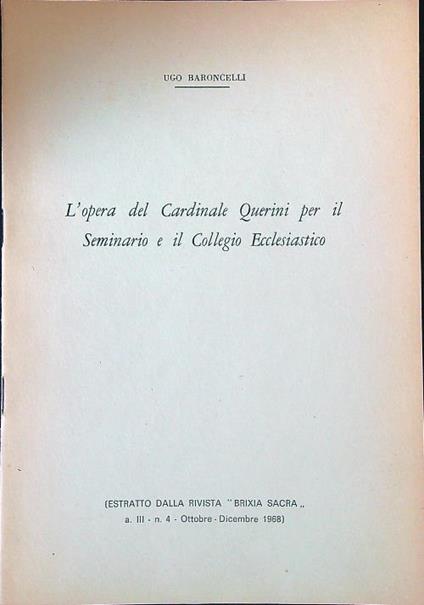 UGO BARONCELLI
L'opera del Cardinale Querini per il
Seminario e il Collegio Ecclesiastico
(ESTRATTO DALLA RIVISTA " BRIXIA SACRA „
a. III - n. 4 - Ottobre - Dicembre 1968)